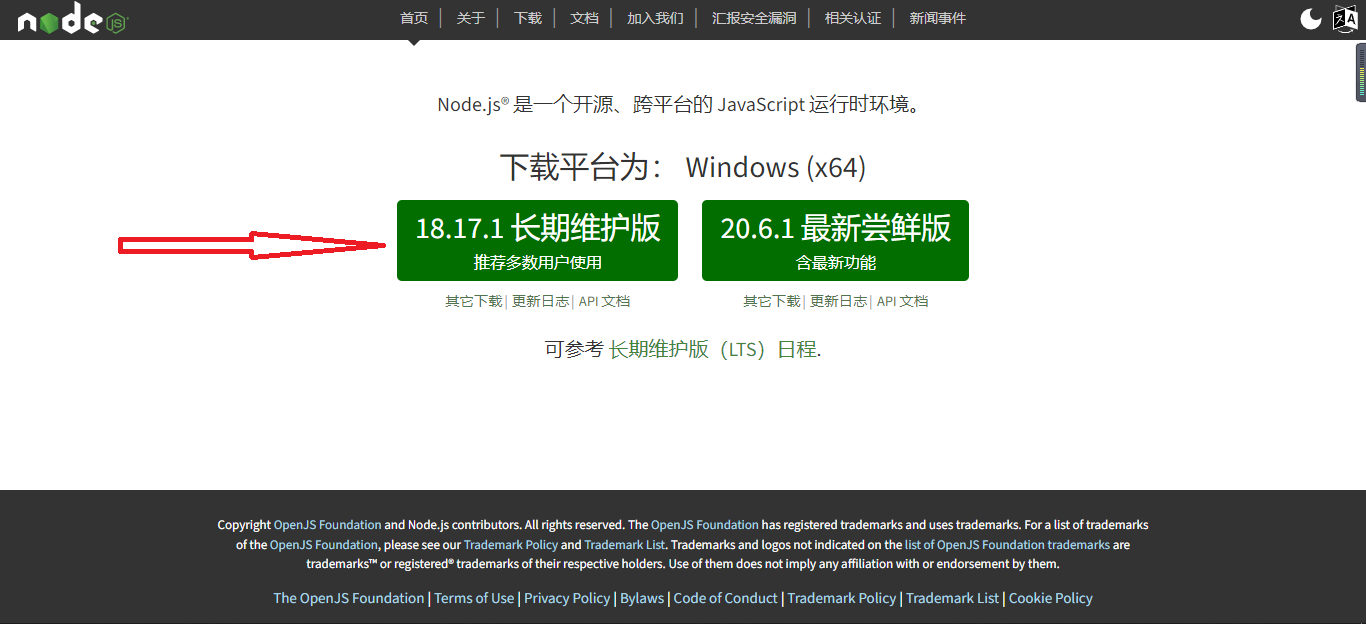 node JS
首页 | 关于 | 下载 | 文档 | 加入我们 | 汇报安全漏洞 | 相关认证 | 新闻事件
Node.js® 是一个开源、跨平台的 JavaScript 运行时环境。
下载平台为： Windows (x64)
18.17.1 长期维护版
推荐多数用户使用
其它下载 | 更新日志 | API 文档
20.6.1 最新尝鲜版
含最新功能
其它下载 | 更新日志 | API 文档
可参考 长期维护版（LTS）日程.
Copyright OpenJS Foundation and Node.js contributors. All rights reserved. The OpenJS Foundation has registered trademarks and uses trademarks. For a list of trademarks
of the OpenJS Foundation, please see our Trademark Policy and Trademark List. Trademarks and logos not indicated on the list of OpenJS Foundation trademarks are
trademarks™ or registered® trademarks of their respective holders. Use of them does not imply any affiliation with or endorsement by them.
The OpenJS Foundation | Terms of Use | Privacy Policy | Bylaws | Code of Conduct | Trademark Policy | Trademark List | Cookie Policy